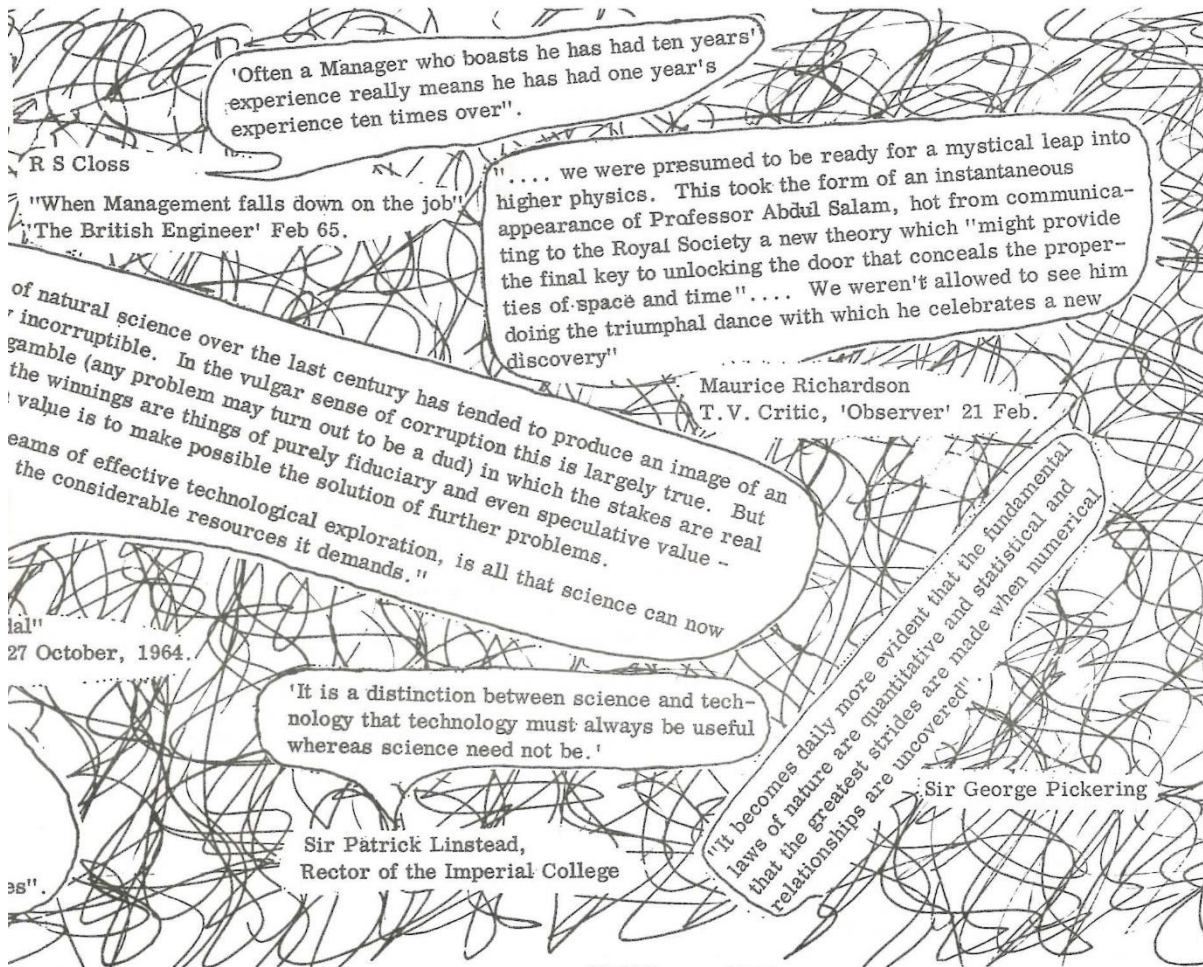 'Often a Manager who boasts he has had ten years'
experience really means he has had one year's
experience ten times over".
R S Closs
"When Management falls down on the job"
'The British Engineer' Feb 65.
".... we were presumed to be ready for a mystical leap into
higher physics. This took the form of an instantaneous
appearance of Professor Abdul Salam, hot from communica-
ting to the Royal Society a new theory which "might provide
the final key to unlocking the door that conceals the proper-
ties of space and time".... We weren't allowed to see him
doing the triumphal dance with which he celebrates a new
discovery"
Maurice Richardson
T.V. Critic, 'Observer' 21 Feb.
of natural science over the last century has tended to produce an image of an
incorruptible. In the vulgar sense of corruption this is largely true. But
gamble (any problem may turn out to be a dud) in which the stakes are real
the winnings are things of purely fiduciary and even speculative value -
value is to make possible the solution of further problems.
eams of effective technological exploration, is all that science can now
the considerable resources it demands."
ial"
27 October, 1964.
'It is a distinction between science and tech-
nology that technology must always be useful
whereas science need not be.'
Sir Patrick Linstead,
Rector of the Imperial College
"It becomes daily more evident that the fundamental
laws of nature are quantitative and statistical and
that the greatest strides are made when numerical
relationships are uncovered".
Sir George Pickering
es".